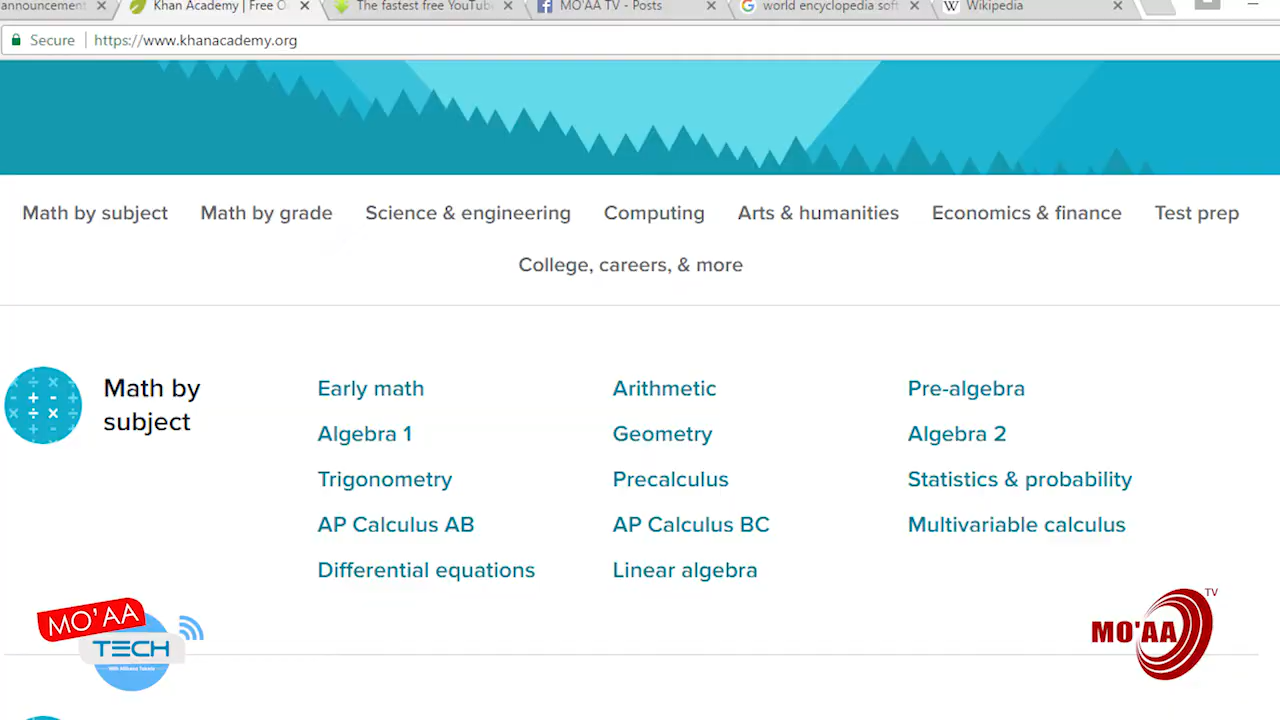 announcement
Khan Academy | Free O
The fastest free YouTub
MO'AA TV - Posts
world encyclopedia soft
Wikipedia
Secure https://www.khanacademy.org
Math by subject Math by grade Science & engineering Computing Arts & humanities Economics & finance Test prep
College, careers, & more
Math by
subject
Early math Arithmetic Pre-algebra
Algebra 1 Geometry Algebra 2
Trigonometry Precalculus Statistics & probability
AP Calculus AB AP Calculus BC Multivariable calculus
Differential equations Linear algebra
MO'AA
TECH
MO'AA TV